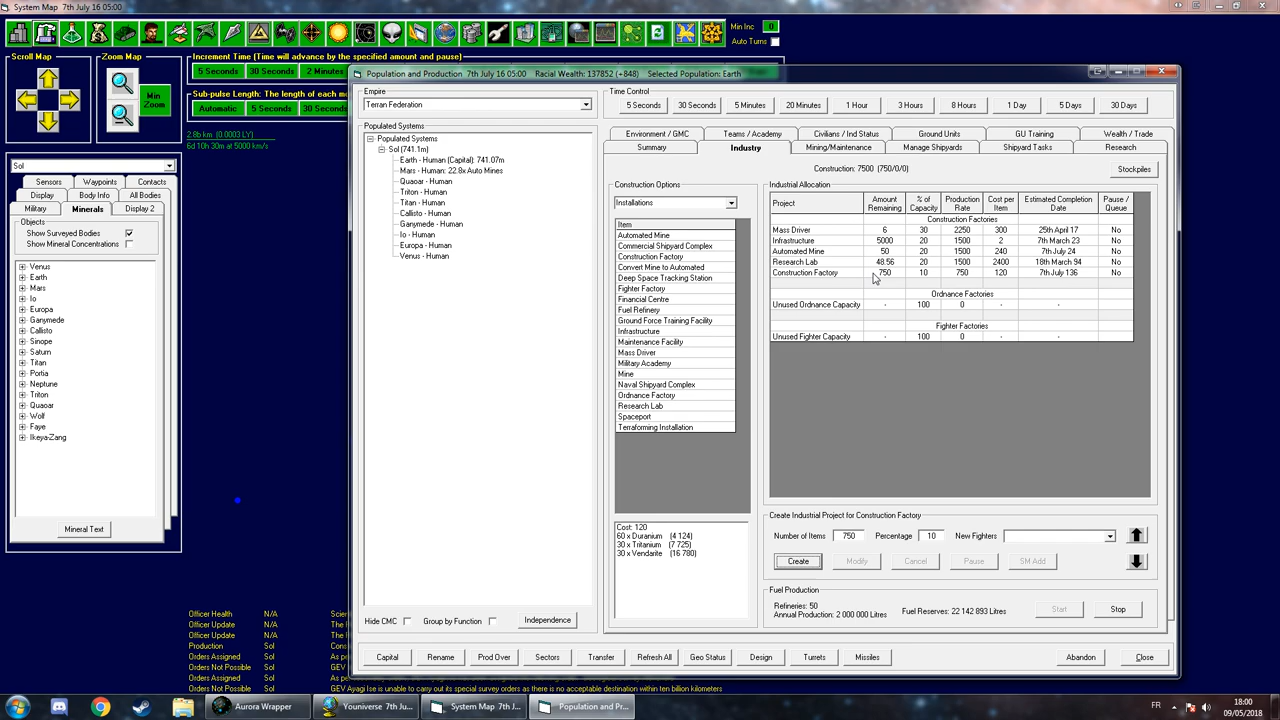 System Map  7th July 16 05:00
Min Inc 0
Auto Turns
Scroll Map
Zoom Map
Min Zoom
Increment Time (Time will advance by the specified amount and pause)
5 Seconds 30 Seconds 2 Minutes
Sub-pulse Length: The length of each m
Automatic 5 Seconds 30 Seconds
2.8b km  (0.0003 LY)
6d 10h 30m at 5000 km/s
Sol
Sensors Waypoints Contacts
Display Body Info All Bodies
Military Minerals Display 2
Objects
Show Surveyed Bodies
Show Mineral Concentrations
Venus
Earth
Mars
Io
Europa
Ganymede
Callisto
Sinope
Saturn
Titan
Portia
Neptune
Triton
Quaoar
Wolf
Faye
Ikeya-Zang
Mineral Text
Population and Production  7th July 16 05:00  Racial Wealth: 137852 (+848)  Selected Population: Earth
Empire
Terran Federation
Populated Systems
Populated Systems
Sol (741.1m)
Earth - Human (Capital): 741.07m
Mars - Human: 22.8x Auto Mines
Quaoar - Human
Triton - Human
Titan - Human
Callisto - Human
Ganymede - Human
Io - Human
Europa - Human
Venus - Human
Hide CMC
Group by Function
Independence
Time Control
5 Seconds 30 Seconds 5 Minutes 20 Minutes 1 Hour Hours 8 Hours 1 Day 5 Days 30 Days
Environment / GMC Teams / Academy Civilians / Ind Status Ground Units GU Training Wealth / Trade
Summary Industry Mining/Maintenance Manage Shipyards Shipyard Tasks Research
Construction: 7500  (750/0/0)
Stockpiles
Construction Options
Installations
Item
Automated Mine
Commercial Shipyard Complex
Construction Factory
Convert Mine to Automated
Deep Space Tracking Station
Fighter Factory
Financial Centre
Fuel Refinery
Ground Force Training Facility
Infrastructure
Maintenance Facility
Mass Driver
Military Academy
Mine
Naval Shipyard Complex
Ordnance Factory
Research Lab
Spaceport
Terraforming Installation
Cost: 120
60 x Duranium  (4 124)
30 x Tritanium  (7 725)
30 x Vendarite  (16 780)
Industrial Allocation
Project Amount Remaining % of Capacity Production Rate Cost per Item Estimated Completion Date Pause / Queue
Construction Factories
Mass Driver 6 30 2250 300 25th April 17 No
Infrastructure 5000 20 1500 2 7th March 23 No
Automated Mine 50 20 1500 240 7th July 24 No
Research Lab 48.56 20 1500 2400 18th March 94 No
Construction Factory 750 10 750 120 7th July 136 No
Ordnance Factories
Unused Ordnance Capacity - 100 0 - -
Fighter Factories
Unused Fighter Capacity - 100 0 - -
Create Industrial Project for Construction Factory
Number of Items 750 Percentage 10 New Fighters
Create Modify Cancel Pause SM Add
Fuel Production
Refineries: 50
Annual Production: 2 000 000 Litres
Fuel Reserves: 22 142 893 Litres
Start Stop
Capital Rename Prod Over Sectors Transfer Refresh All Geo Status Design Turrets Missiles Abandon Close
Officer Health N/A Scien
Officer Update N/A The
Officer Update N/A The
Production Sol Cons
Orders Assigned Sol As pe
Orders Not Possible Sol GEV
Orders Assigned Sol As pe
Orders Not Possible Sol GEV Ayagi Ise is unable to carry out its special survey orders as there is no acceptable destination within ten billion kilometers
Aurora Wrapper
Youniverse  7th Ju...
System Map  7th J...
Population and Pr...
FR
18:00
09/05/2018